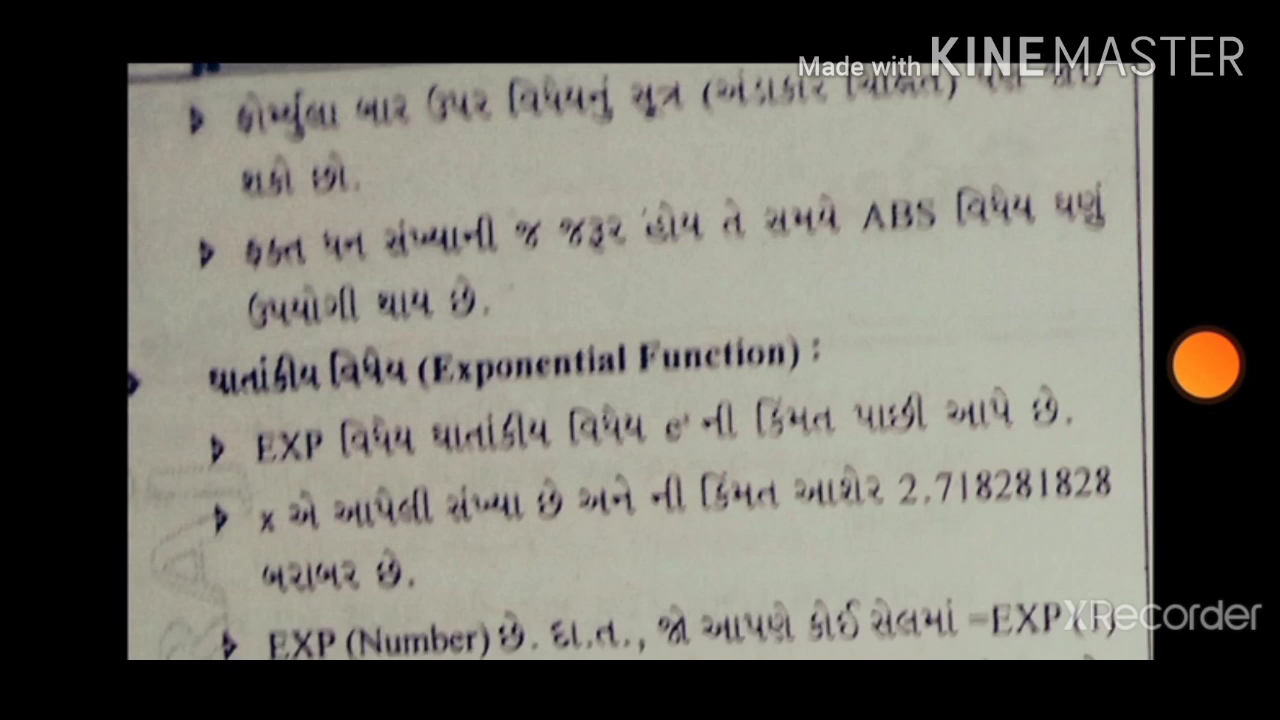 Made with KINEMASTER
▶ ફોર્મ્યુલા બાર ઉપર વિધેયનું સૂત્ર (અંડાકાર
શકો છો.
▶ ફક્ત ધન સંખ્યાની જ જરૂર હોય તે સમયે ABS વિધેય ઘણું
ઉપયોગી થાય છે.
ઘાતાંકીય વિધેય (Exponential Function) :
▶ EXP વિધેય ઘાતાંકીય વિધેય ની કિંમત પાછી આપે છે.
▶ x એ આપેલી સંખ્યા છે અને ની કિંમત આશરે 2.718281828
બરાબર છે.
▶ EXP (Number) છે. દા.ત., જો આપણે કોઈ સેલમાં =EXP
XRecorder